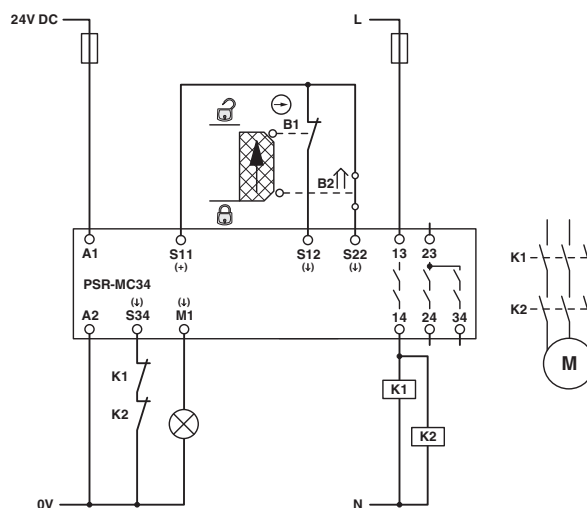 24V DC
L
B1
B2
A1
S11
(+)
S12
(↓)
S22
(↓)
13
23
PSR-MC34
(↓)
(↓)
A2
S34
M1
14
24
34
K1
K2
K1
K2
K1
K2
M
0V
N